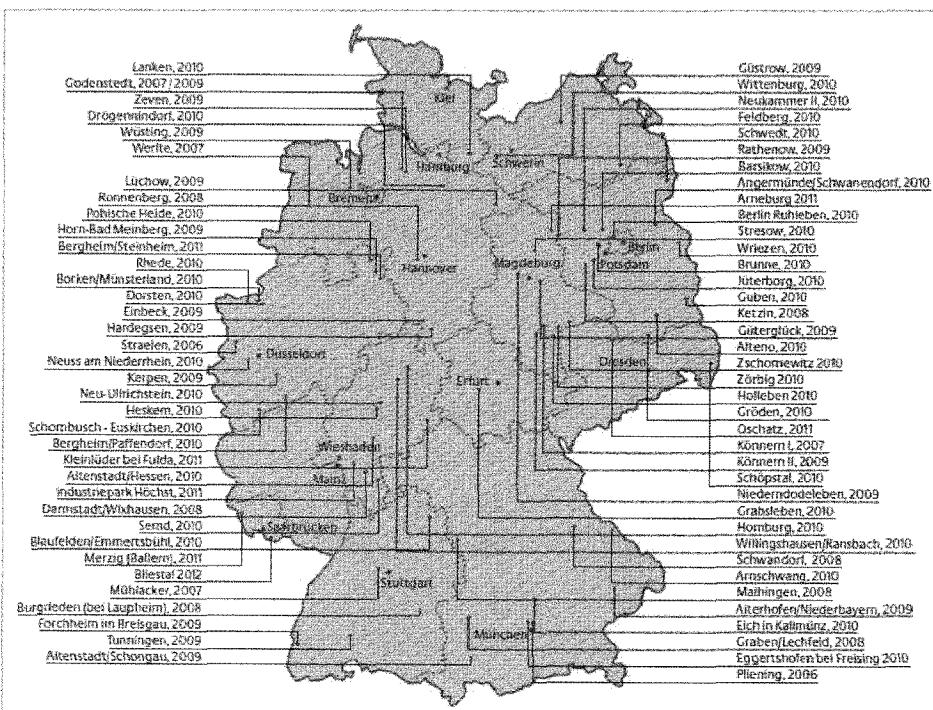 Lanken, 2010
Godenstedt, 2007/2009
Zeven, 2009
Drögennindorf, 2010
Wüsting, 2009
Werlte, 2007
Lüchow, 2009
Ronnenberg, 2008
Pohlsche Heide, 2010
Horn-Bad Meinberg, 2009
Bergheim/Steinheim, 2011
Rhede, 2010
Borken/Münsterland, 2010
Dorsten, 2010
Einbeck, 2009
Hardegsen, 2009
Straelen, 2006
Neuss am Niederrhein, 2010
Kerpen, 2009
Neu-Ullrichstein, 2010
Heskem, 2010
Schornbusch - Euskirchen, 2010
Bergheim/Paffendorf, 2010
Kleinlüder bei Fulda, 2011
Altenstadt/Hessen, 2010
Industriepark Höchst, 2011
Darmstadt/Wixhausen, 2008
Semd, 2010
Blaufelden/Emmertsbühl, 2010
Merzig (Ballern), 2011
Bliestal 2012
Mühlacker, 2007
Burgrieden (bei Laupheim), 2008
Forchheim im Breisgau, 2009
Tunningen, 2009
Altenstadt/Schongau, 2009
Kiel
Hamburg
Schwerin
Bremen
Hannover
Magdeburg
Berlin
Potsdam
Düsseldorf
Erfurt
Dresden
Wiesbaden
Mainz
Saarbrücken
Stuttgart
München
Güstrow, 2009
Wittenburg, 2010
Neukammer II, 2010
Feldberg, 2010
Schwedt, 2010
Rathenow, 2009
Barsikow, 2010
Angermünde/Schwanendorf, 2010
Arneburg 2011
Berlin Ruhleben, 2010
Stresow, 2010
Wriezen, 2010
Brunne, 2010
Jüterborg, 2010
Guben, 2010
Ketzin, 2008
Güterglück, 2009
Alteno, 2010
Zschornewitz 2010
Zörbig 2010
Holleben 2010
Gröden, 2010
Oschatz, 2011
Könnern I, 2007
Könnern II, 2009
Schöpstal, 2010
Niederndodeleben, 2009
Grabsleben, 2010
Homburg, 2010
Willingshausen/Ransbach, 2010
Schwandorf, 2008
Arnschwang, 2010
Maihingen, 2008
Aiterhofen/Niederbayern, 2009
Eich in Kallmünz, 2010
Graben/Lechfeld, 2008
Eggertshofen bei Freising 2010
Pliening, 2006